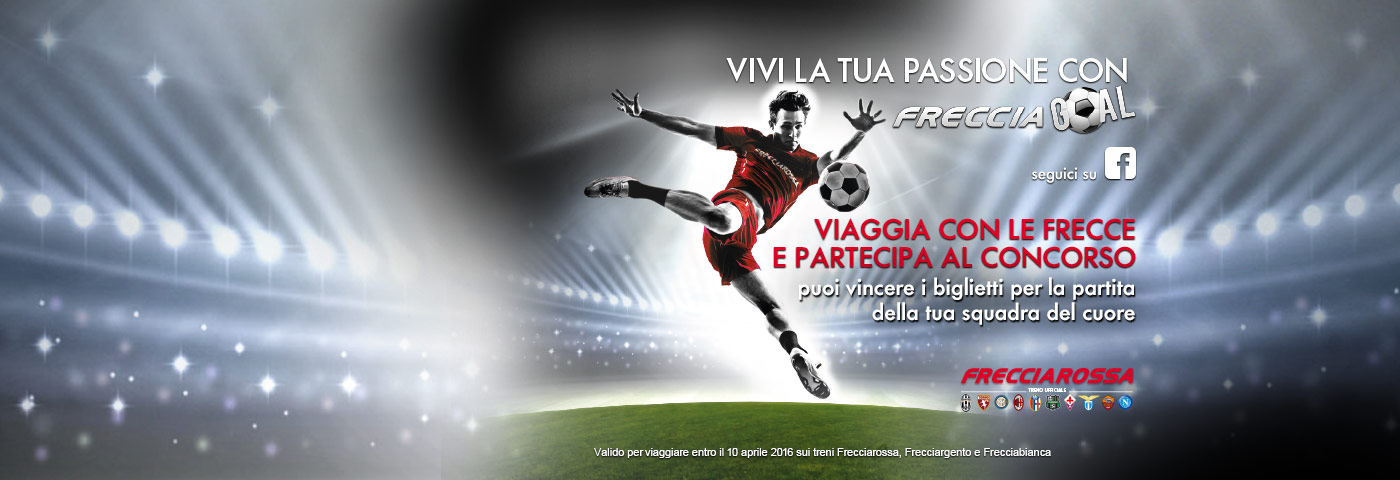 VIVI LA TUA PASSIONE CON
FRECCIA GOAL
seguici su f
VIAGGIA CON LE FRECCE
E PARTECIPA AL CONCORSO
puoi vincere i biglietti per la partita
della tua squadra del cuore
FRECCIAROSSA
TRENO UFFICIALE
Valido per viaggiare entro il 10 aprile 2016 sui treni Frecciarossa, Frecciargento e Frecciabianca